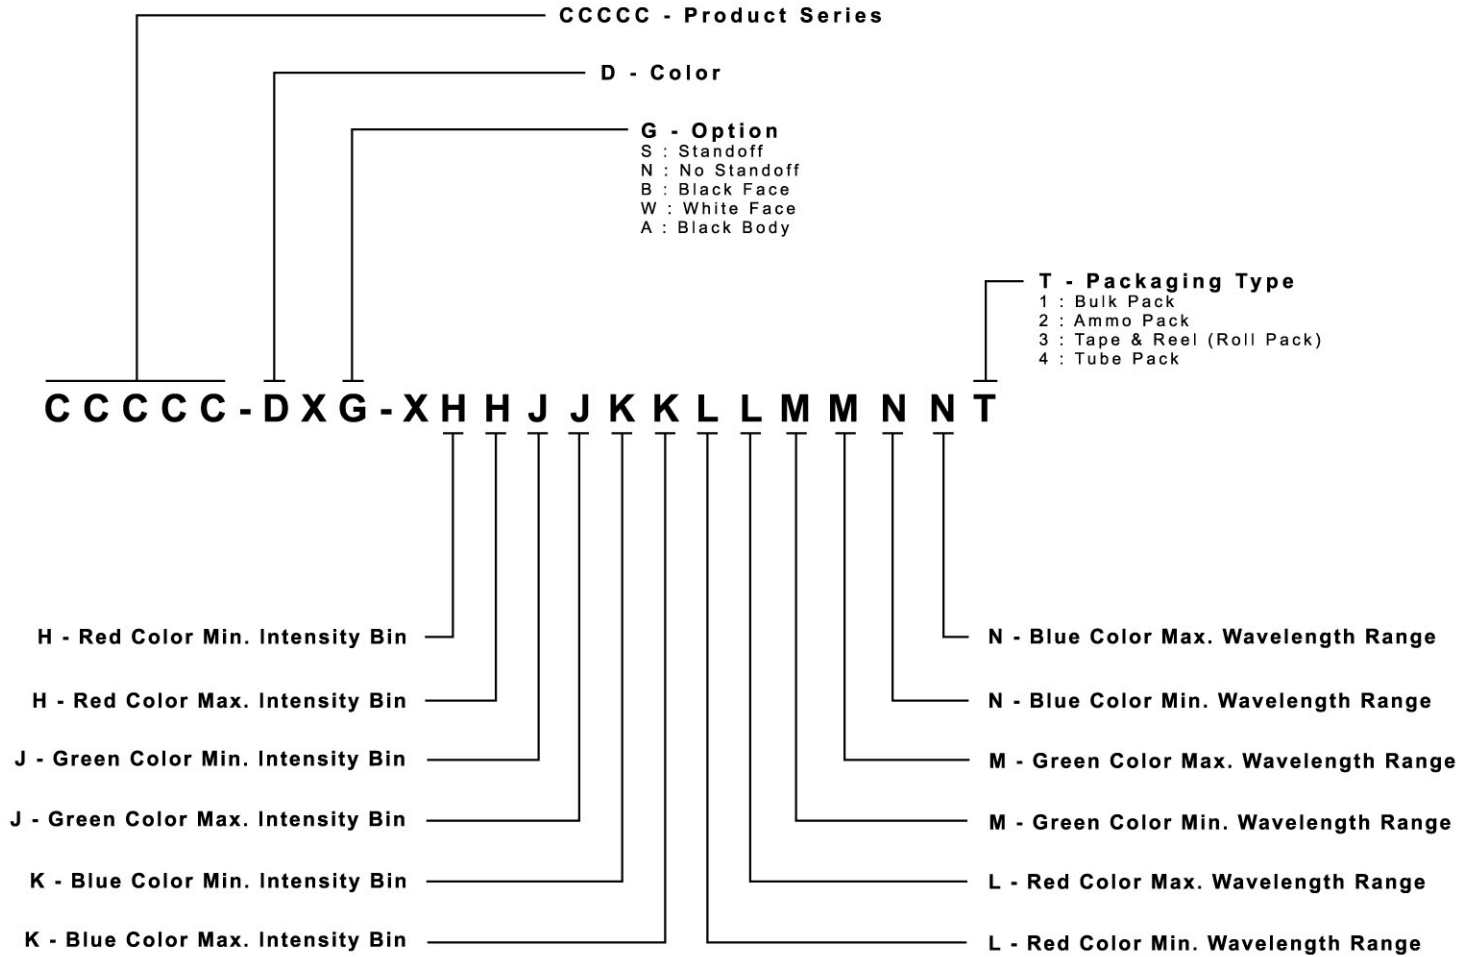 CCCCC - Product Series
D - Color
G - Option
S : Standoff
N : No Standoff
B : Black Face
W : White Face
A : Black Body
T - Packaging Type
1 : Bulk Pack
2 : Ammo Pack
3 : Tape & Reel (Roll Pack)
4 : Tube Pack
CCCCC-DXG-XHHJJKKLLMMNNT
H - Red Color Min. Intensity Bin
H - Red Color Max. Intensity Bin
J - Green Color Min. Intensity Bin
J - Green Color Max. Intensity Bin
K - Blue Color Min. Intensity Bin
K - Blue Color Max. Intensity Bin
N - Blue Color Max. Wavelength Range
N - Blue Color Min. Wavelength Range
M - Green Color Max. Wavelength Range
M - Green Color Min. Wavelength Range
L - Red Color Max. Wavelength Range
L - Red Color Min. Wavelength Range